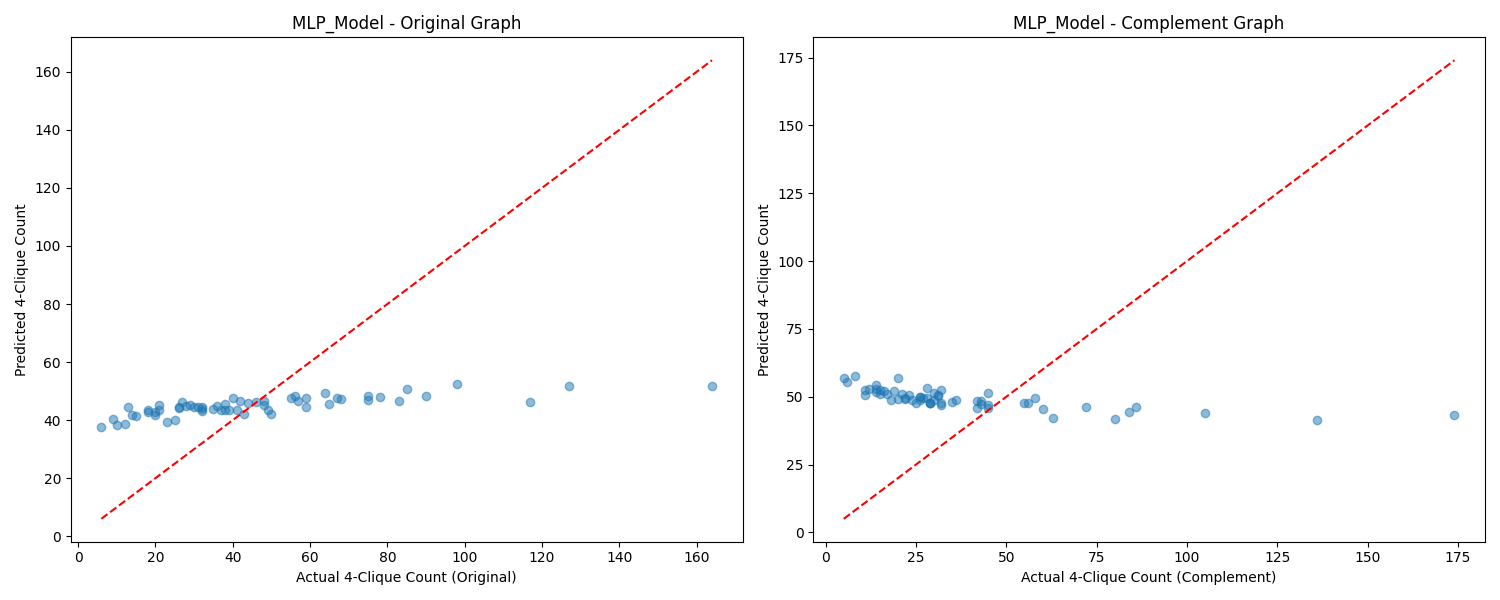 MLP_Model - Original Graph
Predicted 4-Clique Count
160
140
120
100
80
60
40
20
0
0 20 40 60 80 100 120 140 160
Actual 4-Clique Count (Original)
MLP_Model - Complement Graph
Predicted 4-Clique Count
175
150
125
100
75
50
25
0
0 25 50 75 100 125 150 175
Actual 4-Clique Count (Complement)